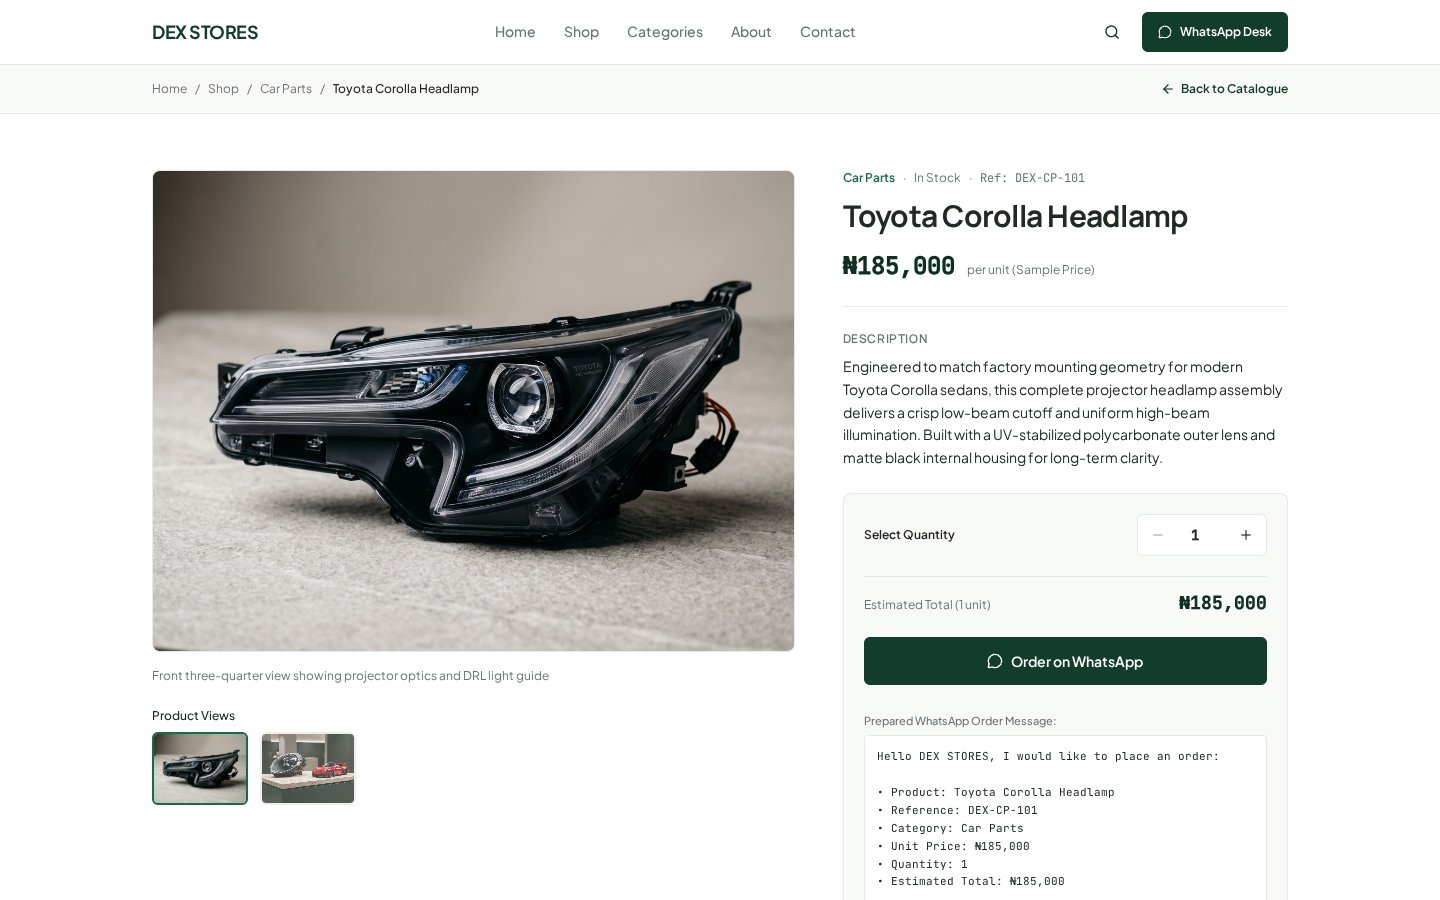 DEX STORES
Home
Shop
Categories
About
Contact
WhatsApp Desk
Home / Shop / Car Parts / Toyota Corolla Headlamp
Back to Catalogue
Car Parts · In Stock · Ref: DEX-CP-101
Toyota Corolla Headlamp
₦185,000 per unit (Sample Price)
DESCRIPTION
Engineered to match factory mounting geometry for modern
Toyota Corolla sedans, this complete projector headlamp assembly
delivers a crisp low-beam cutoff and uniform high-beam
illumination. Built with a UV-stabilized polycarbonate outer lens and
matte black internal housing for long-term clarity.
TOYOTA
Front three-quarter view showing projector optics and DRL light guide
Product Views
Select Quantity
1
Estimated Total (1 unit)
₦185,000
Order on WhatsApp
Prepared WhatsApp Order Message:
Hello DEX STORES, I would like to place an order:
• Product: Toyota Corolla Headlamp
• Reference: DEX-CP-101
• Category: Car Parts
• Unit Price: ₦185,000
• Quantity: 1
• Estimated Total: ₦185,000